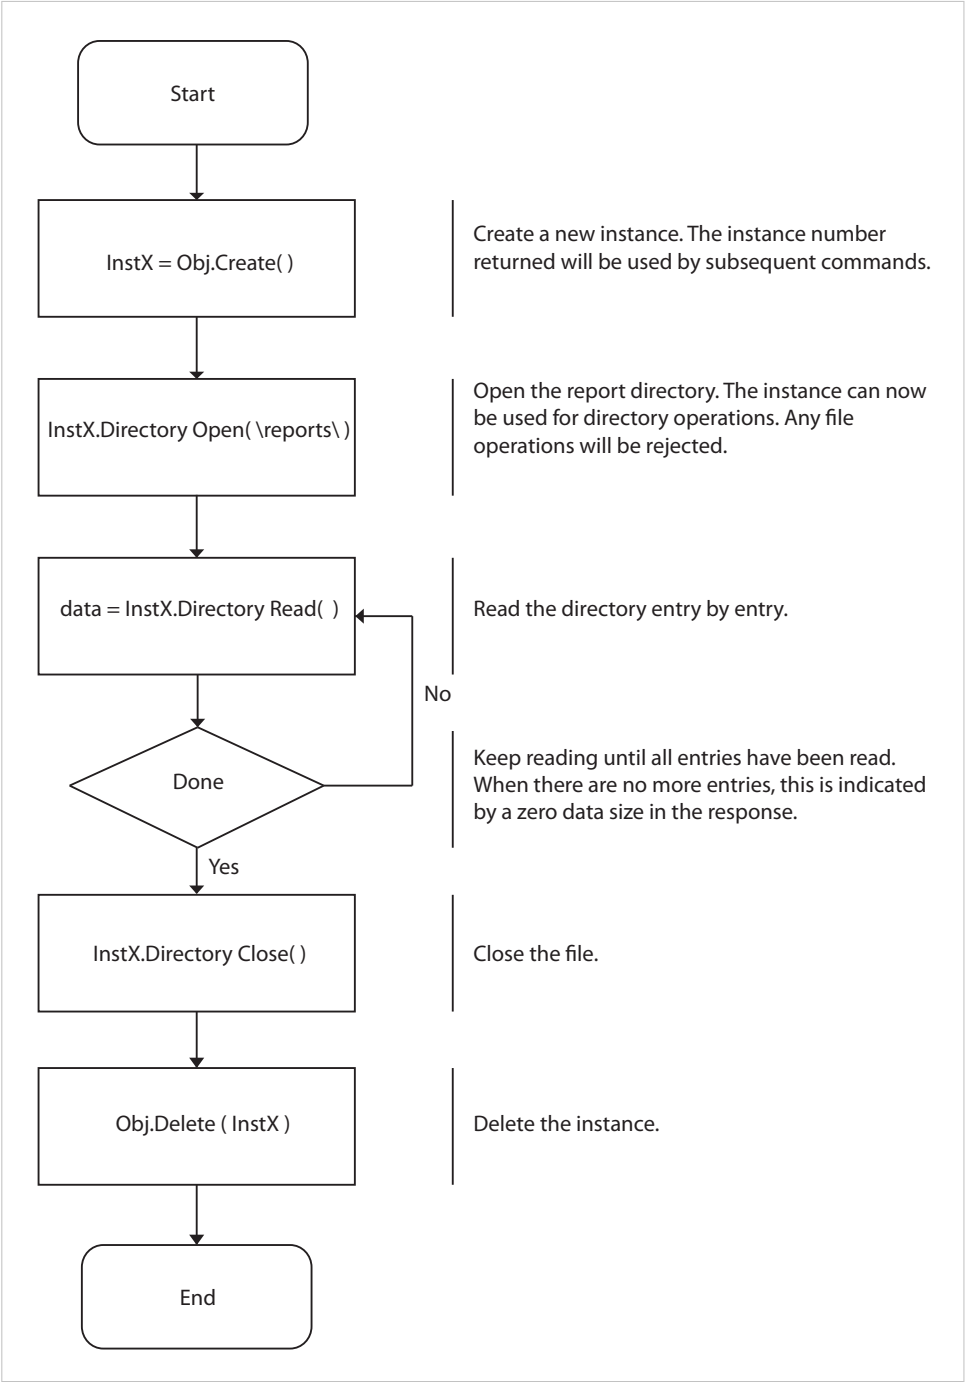 Start
InstX = Obj.Create( )
Create a new instance. The instance number
returned will be used by subsequent commands.
InstX.Directory Open( \reports\ )
Open the report directory. The instance can now
be used for directory operations. Any file
operations will be rejected.
data = InstX.Directory Read(  )
Read the directory entry by entry.
No
Done
Keep reading until all entries have been read.
When there are no more entries, this is indicated
by a zero data size in the response.
Yes
InstX.Directory Close( )
Close the file.
Obj.Delete ( InstX )
Delete the instance.
End